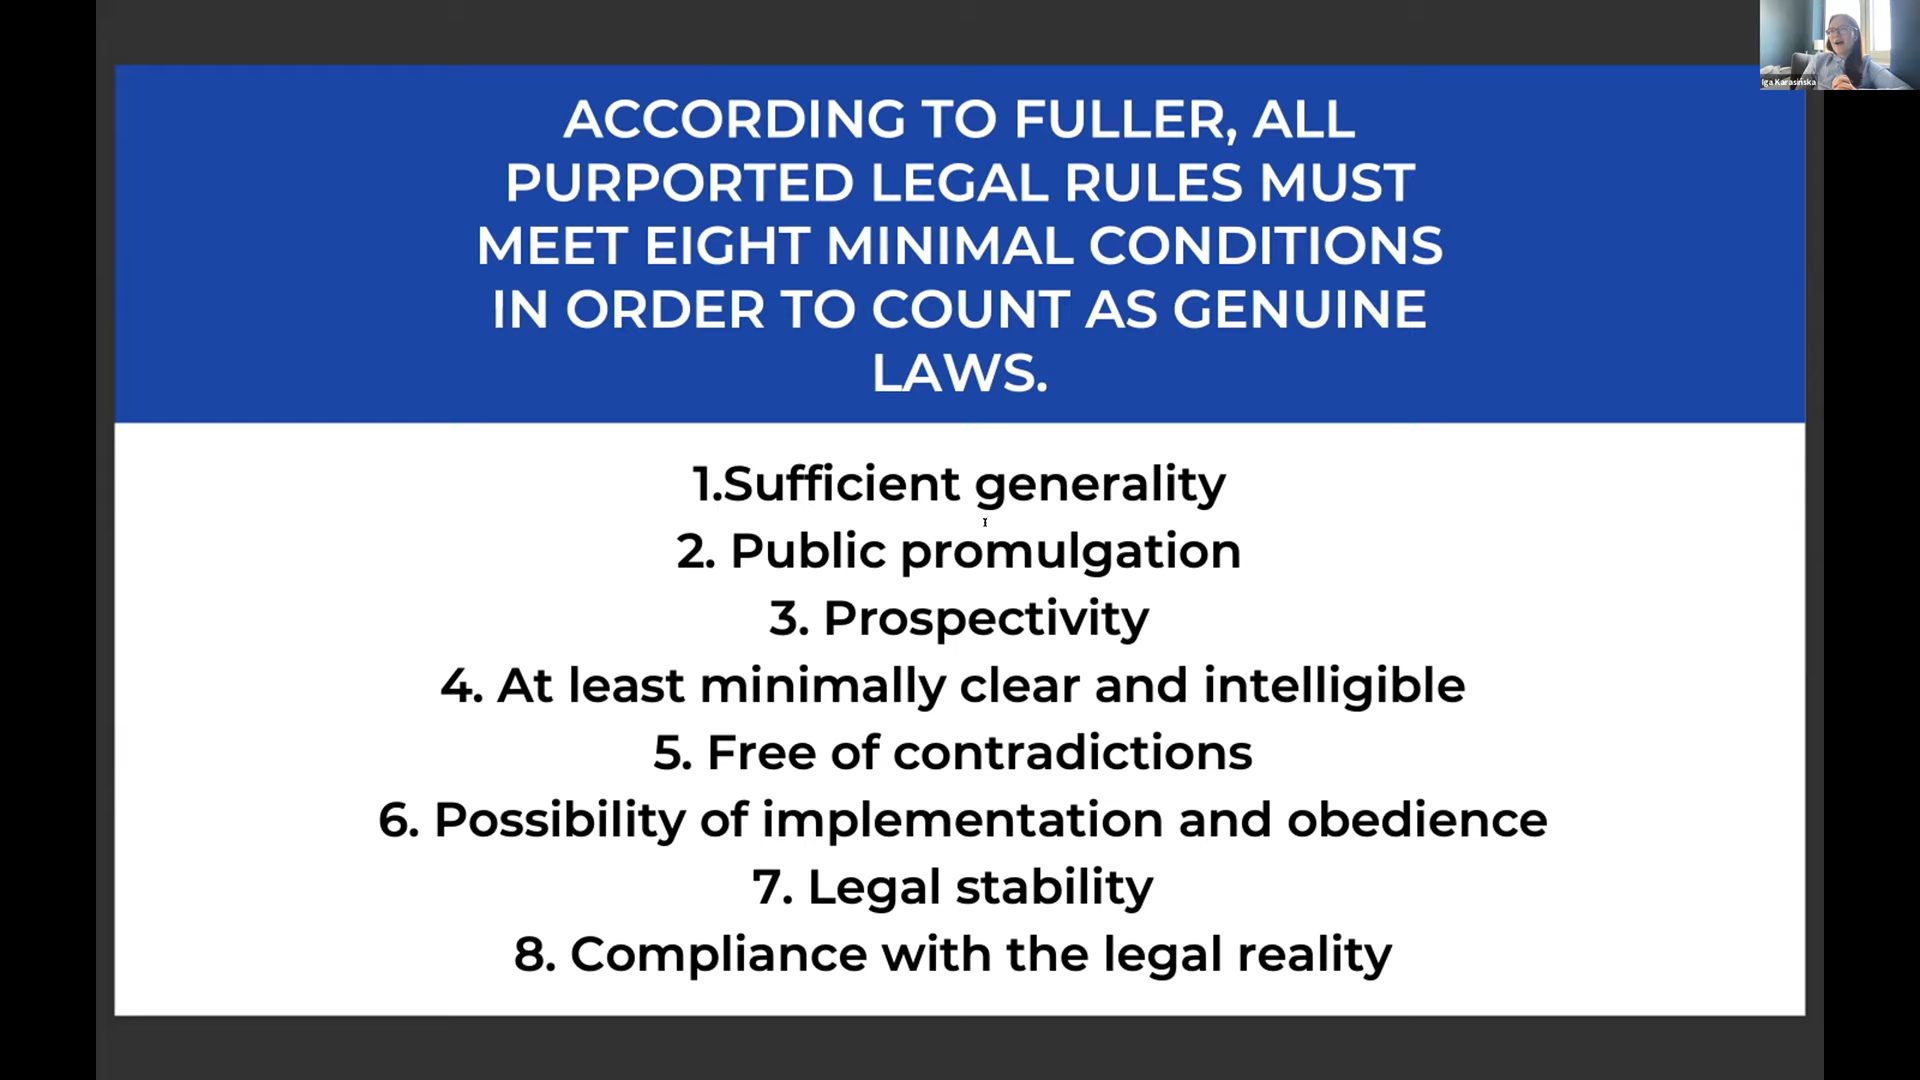 ACCORDING TO FULLER, ALL
PURPORTED LEGAL RULES MUST
MEET EIGHT MINIMAL CONDITIONS
IN ORDER TO COUNT AS GENUINE
LAWS.
1.Sufficient generality
2. Public promulgation
3. Prospectivity
4. At least minimally clear and intelligible
5. Free of contradictions
6. Possibility of implementation and obedience
7. Legal stability
8. Compliance with the legal reality
Iga Karasińska